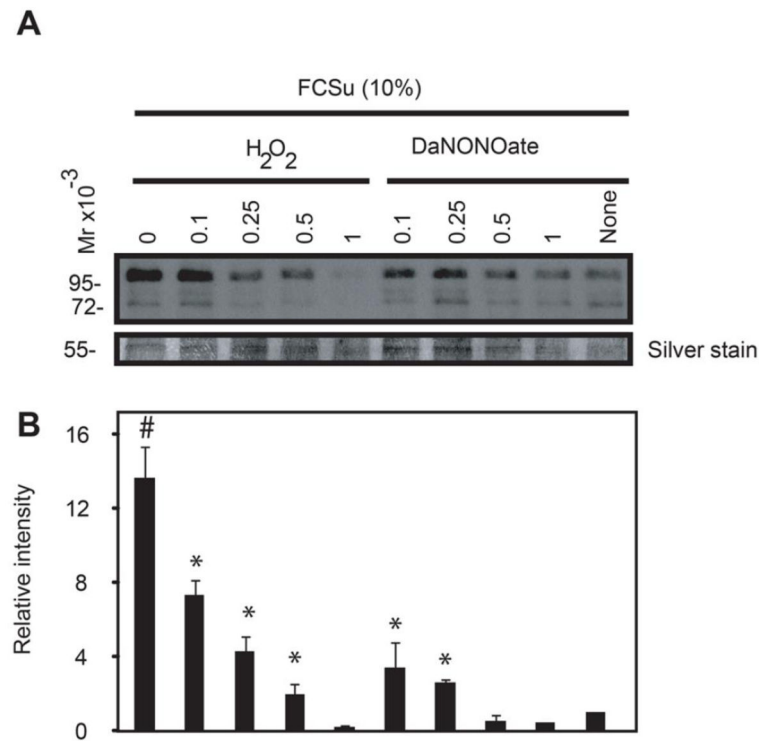 A
FCSu (10%)
H2O2 DaNONOate
Mr x10-3
0 0.1 0.25 0.5 1 0.1 0.25 0.5 1 None
95-
72-
55- Silver stain
B
Relative intensity
16
12
8
4
0
#
* * * * *